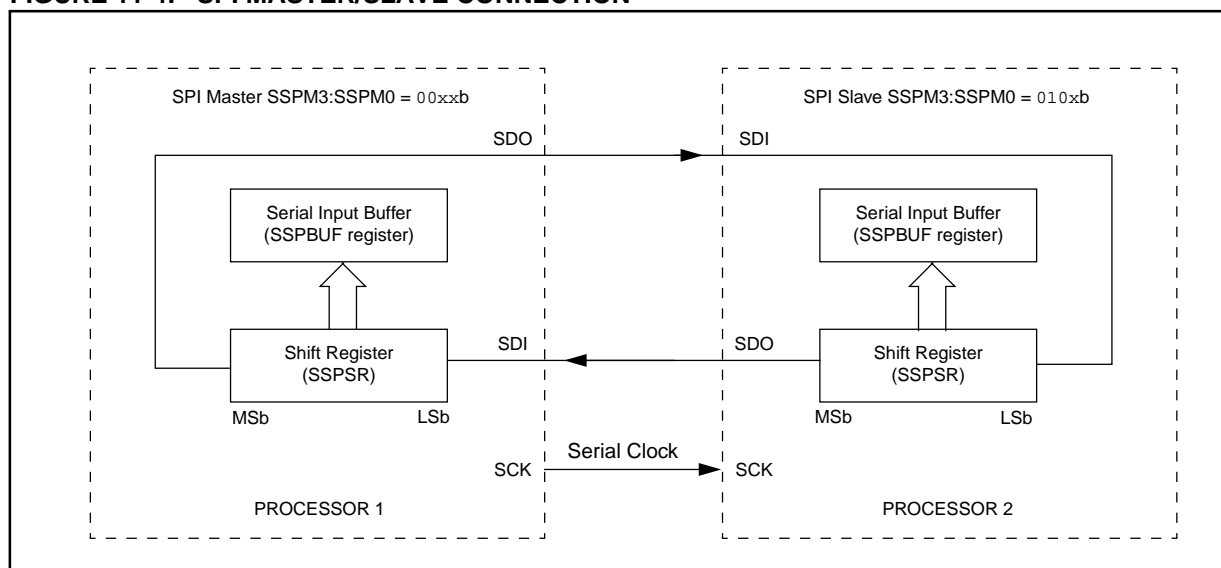 SPI Master SSPM3:SSPM0 = 00xxb
SDO
Serial Input Buffer
(SSPBUF register)
Shift Register
(SSPSR)
MSb
LSb
SDI
SCK
PROCESSOR 1
Serial Clock
SPI Slave SSPM3:SSPM0 = 010xb
SDI
Serial Input Buffer
(SSPBUF register)
SDO
Shift Register
(SSPSR)
MSb
LSb
SCK
PROCESSOR 2